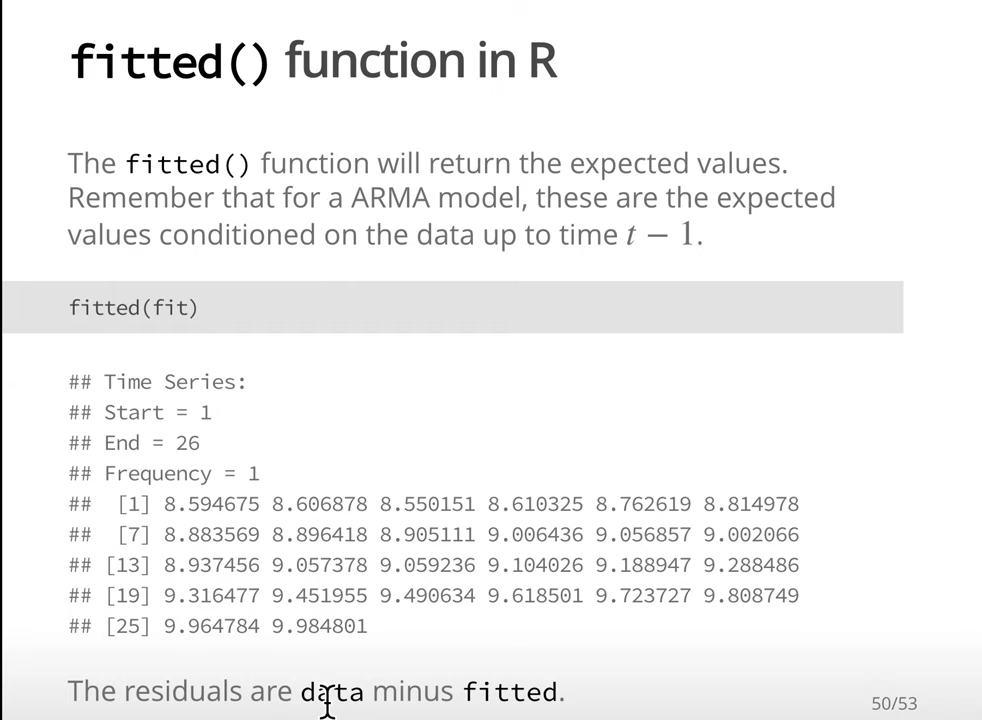 fitted() function in R
The fitted() function will return the expected values.
Remember that for a ARMA model, these are the expected
values conditioned on the data up to time t − 1.
fitted(fit)
## Time Series:
## Start = 1
## End = 26
## Frequency = 1
##  [1] 8.594675 8.606878 8.550151 8.610325 8.762619 8.814978
##  [7] 8.883569 8.896418 8.905111 9.006436 9.056857 9.002066
## [13] 8.937456 9.057378 9.059236 9.104026 9.188947 9.288486
## [19] 9.316477 9.451955 9.490634 9.618501 9.723727 9.808749
## [25] 9.964784 9.984801
The residuals are data minus fitted.
50/53